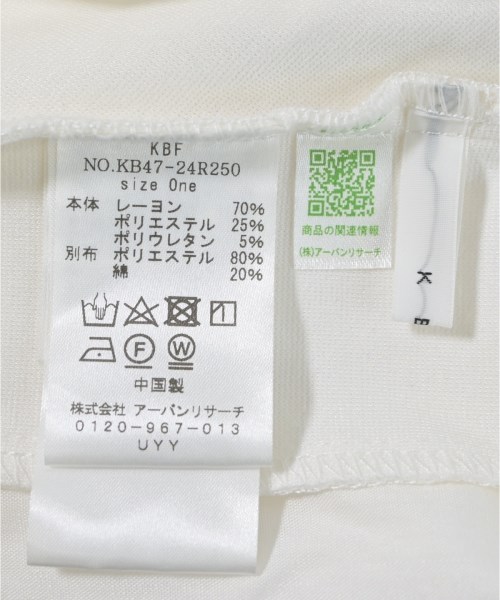 KBF
NO.KB47-24R250
size One
本体 レーヨン 70%
ポリエステル 25%
ポリウレタン 5%
別布 ポリエステル 80%
綿 20%
F W
中国製
株式会社 アーバンリサーチ
0120-967-013
UYY
商品の関連情報
(株)アーバンリサーチ
K